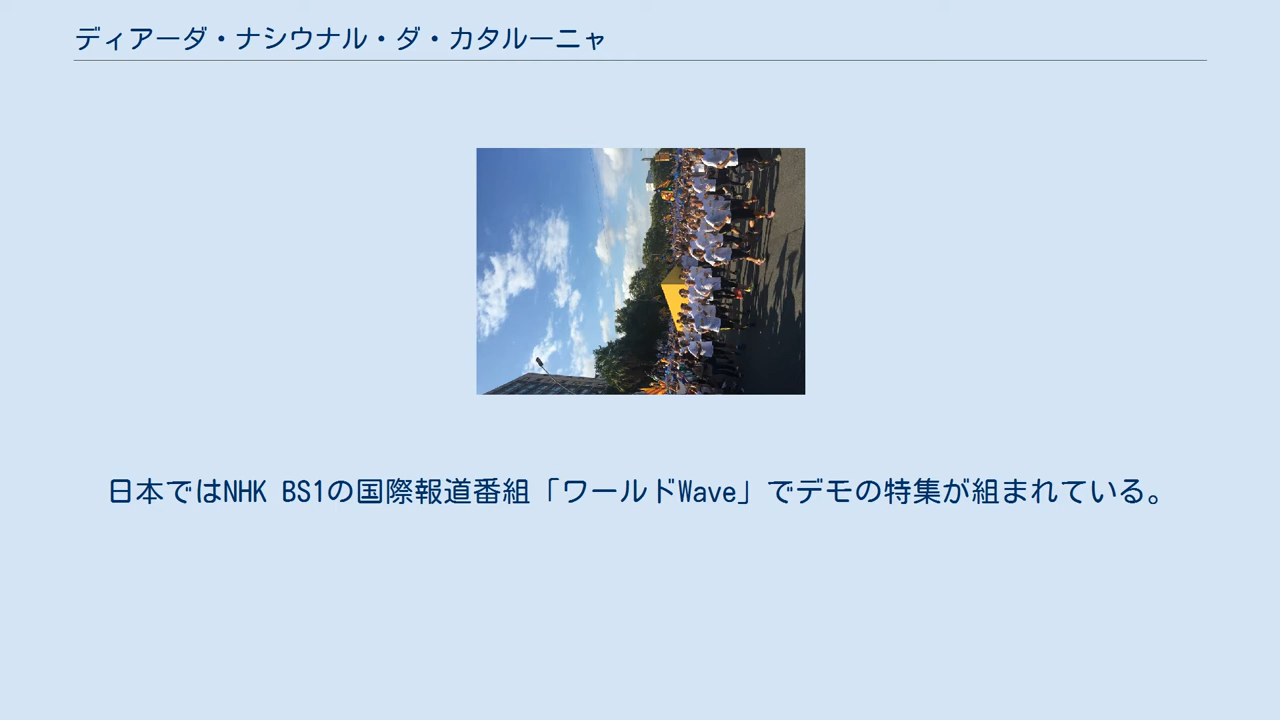 ディアーダ・ナシウナル・ダ・カタルーニャ
日本ではNHK BS1の国際報道番組「ワールドWave」でデモの特集が組まれている。